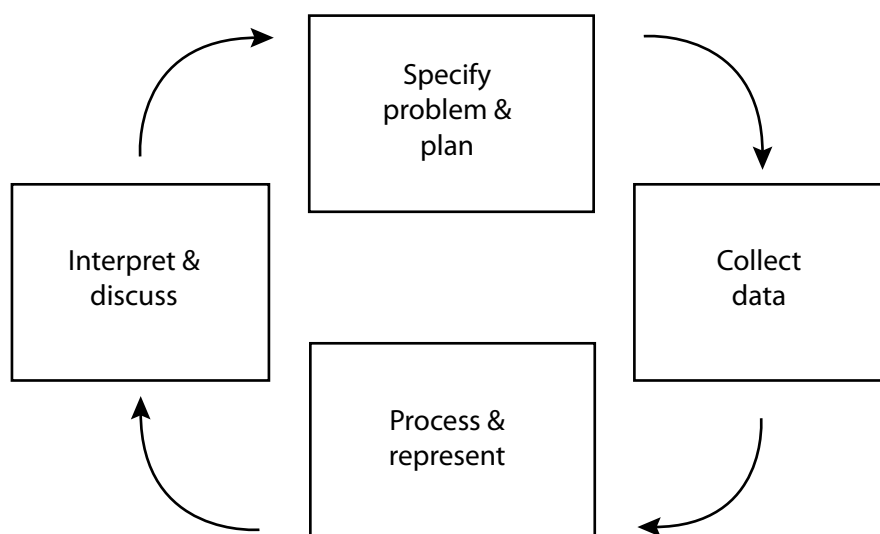 Specify
problem &
plan
Collect
data
Process &
represent
Interpret &
discuss